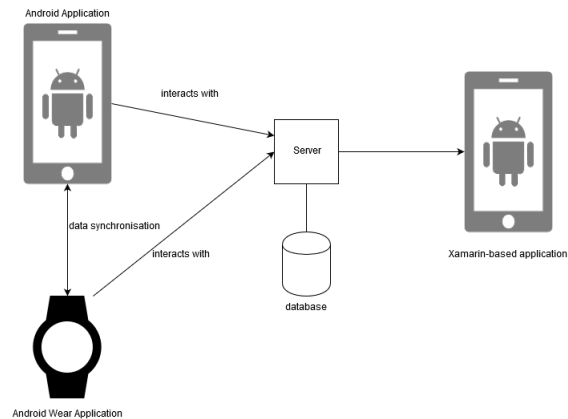 Android Application
interacts with
Server
data synchronisation
interacts with
Xamarin-based application
database
Android Wear Application